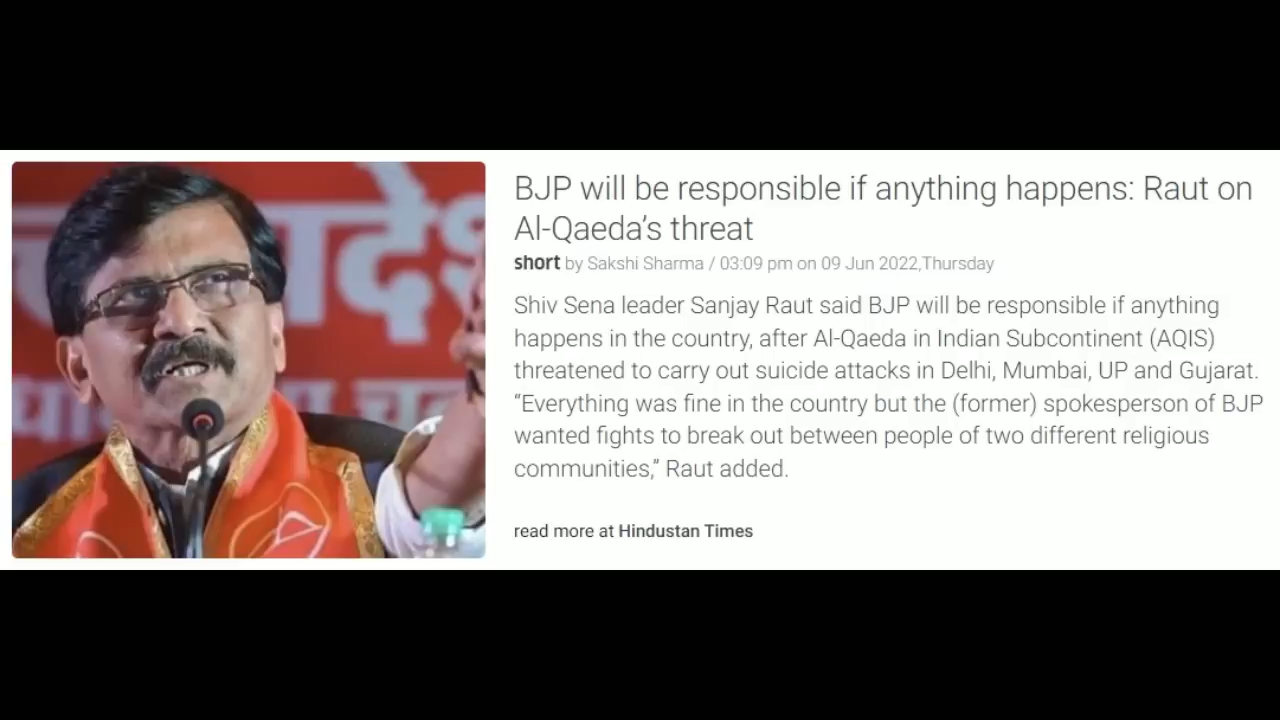 BJP will be responsible if anything happens: Raut on
Al-Qaeda’s threat
short by Sakshi Sharma / 03:09 pm on 09 Jun 2022,Thursday
Shiv Sena leader Sanjay Raut said BJP will be responsible if anything
happens in the country, after Al-Qaeda in Indian Subcontinent (AQIS)
threatened to carry out suicide attacks in Delhi, Mumbai, UP and Gujarat.
“Everything was fine in the country but the (former) spokesperson of BJP
wanted fights to break out between people of two different religious
communities,” Raut added.
read more at Hindustan Times